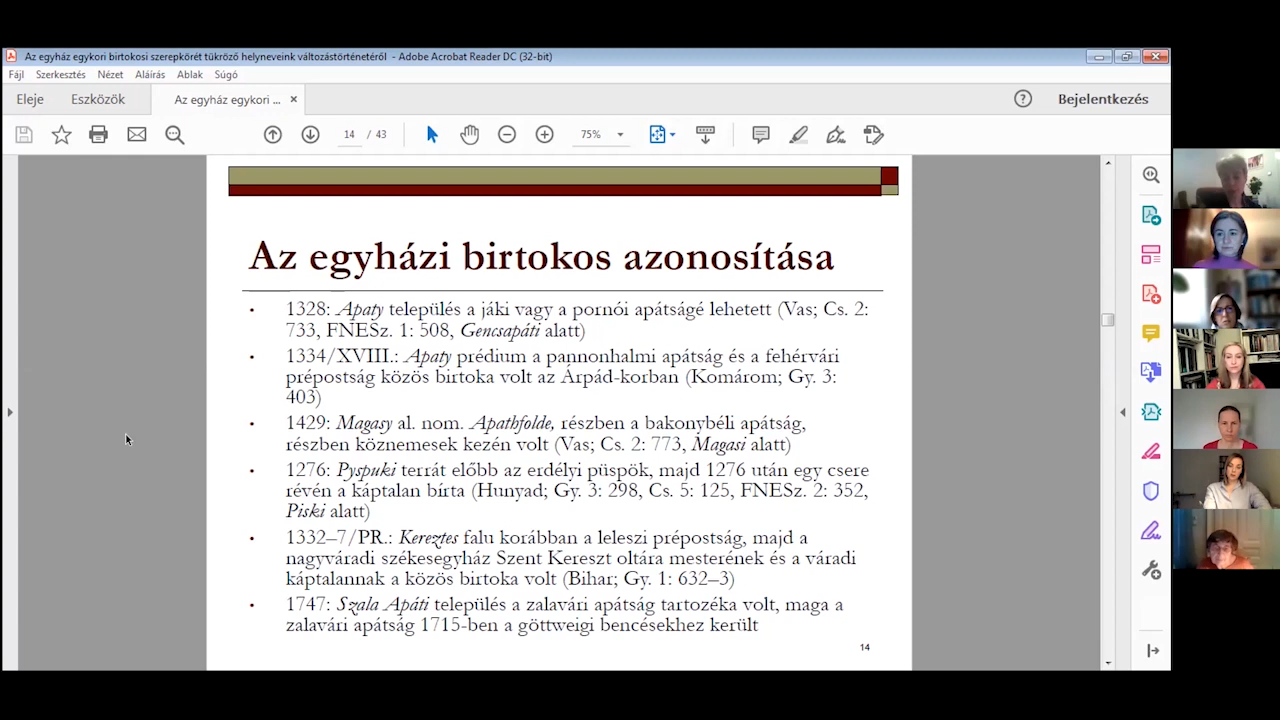 Az egyház egykori birtokosi szerepkörét tükröző helyneveink változástörténetéről - Adobe Acrobat Reader DC (32-bit)
Fájl Szerkesztés Nézet Aláírás Ablak Súgó
Eleje Eszközök Az egyház egykori ... × Bejelentkezés
14 / 43 75%
Az egyházi birtokos azonosítása
• 1328: Apaty település a jáki vagy a pornói apátságé lehetett (Vas; Cs. 2:
733, FNESz. 1: 508, Gencsapáti alatt)
• 1334/XVIII.: Apaty prédium a pannonhalmi apátság és a fehérvári
prépostság közös birtoka volt az Árpád-korban (Komárom; Gy. 3:
403)
• 1429: Magasy al. nom. Apathfolde, részben a bakonybéli apátság,
részben köznemesek kezén volt (Vas; Cs. 2: 773, Magasi alatt)
• 1276: Pyspuki terrát előbb az erdélyi püspök, majd 1276 után egy csere
révén a káptalan bírta (Hunyad; Gy. 3: 298, Cs. 5: 125, FNESz. 2: 352,
Piski alatt)
• 1332–7/PR.: Kereztes falu korábban a leleszi prépostság, majd a
nagyváradi székesegyház Szent Kereszt oltára mesterének és a váradi
káptalannak a közös birtoka volt (Bihar; Gy. 1: 632–3)
• 1747: Szala Apáti település a zalavári apátság tartozéka volt, maga a
zalavári apátság 1715-ben a göttweigi bencésekhez került
14